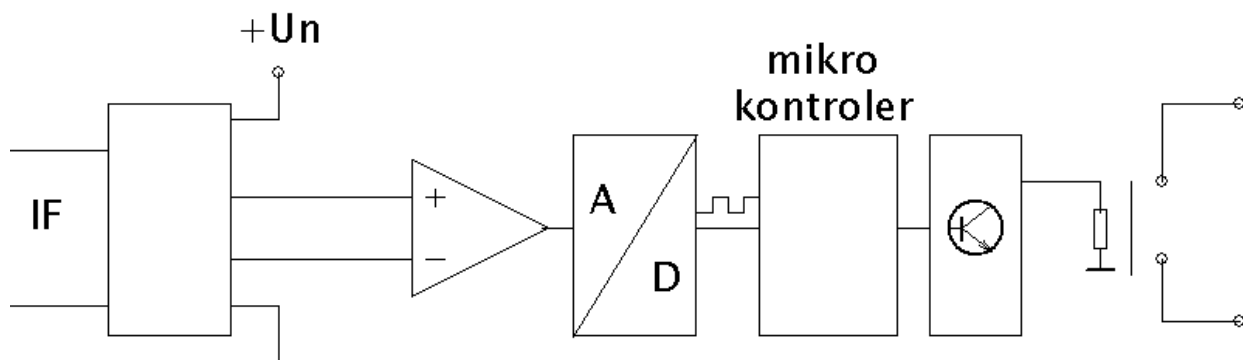 +Un
mikro
kontroler
IF
+
−
A
D